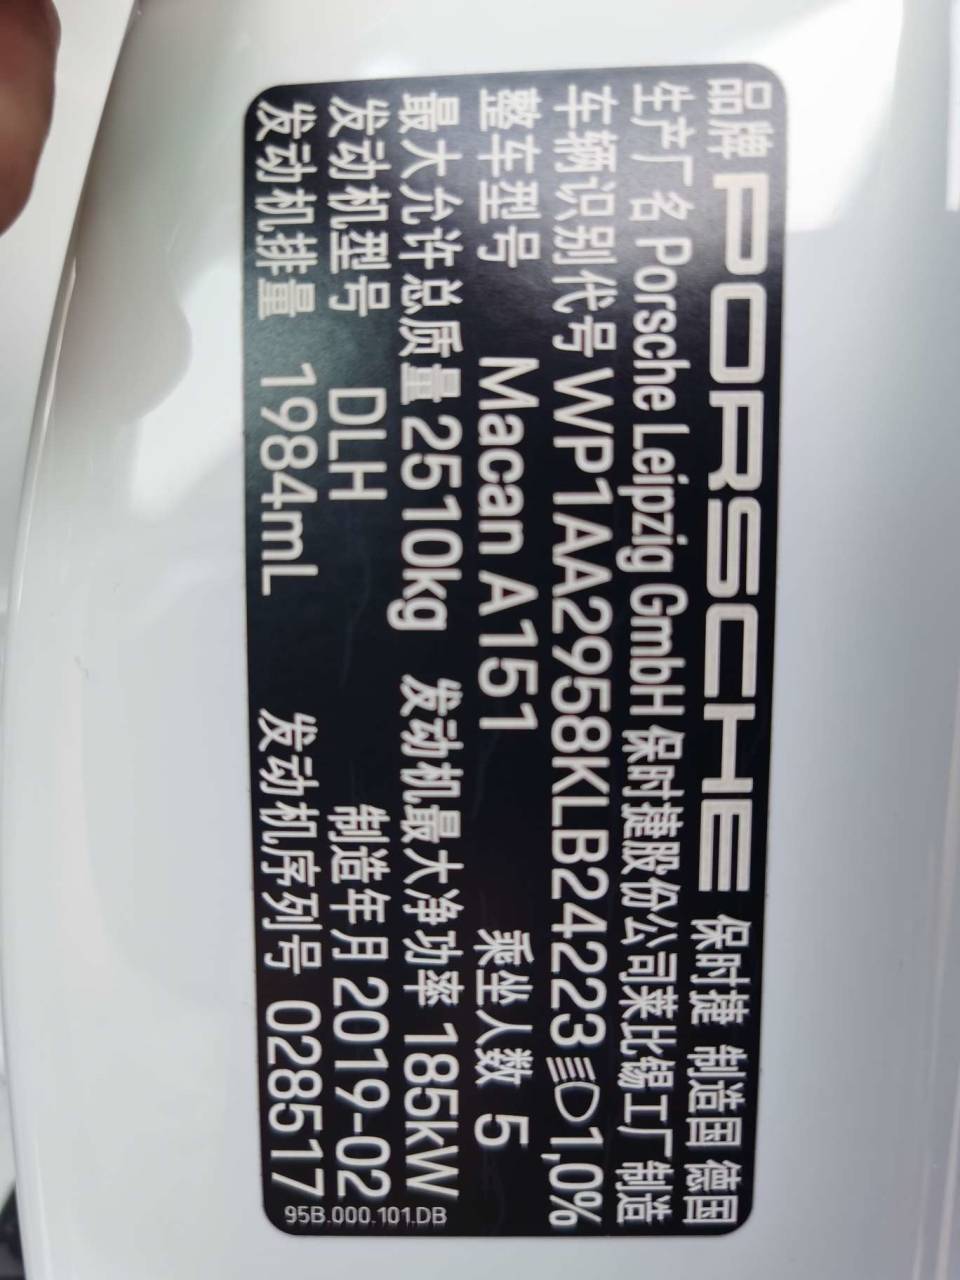 品牌 PORSCHE 保时捷 制造国 德国
生产厂名 Porsche Leipzig GmbH 保时捷股份公司莱比锡工厂制造
车辆识别代号 WP1AA2958KLB24223 1,0%
整车型号 Macan A151 乘坐人数 5
最大允许总质量 2510kg 发动机最大净功率 185kW
发动机型号 DLH 制造年月 2019-02
发动机排量 1984mL 发动机序列号 028517
95B.000.101.DB